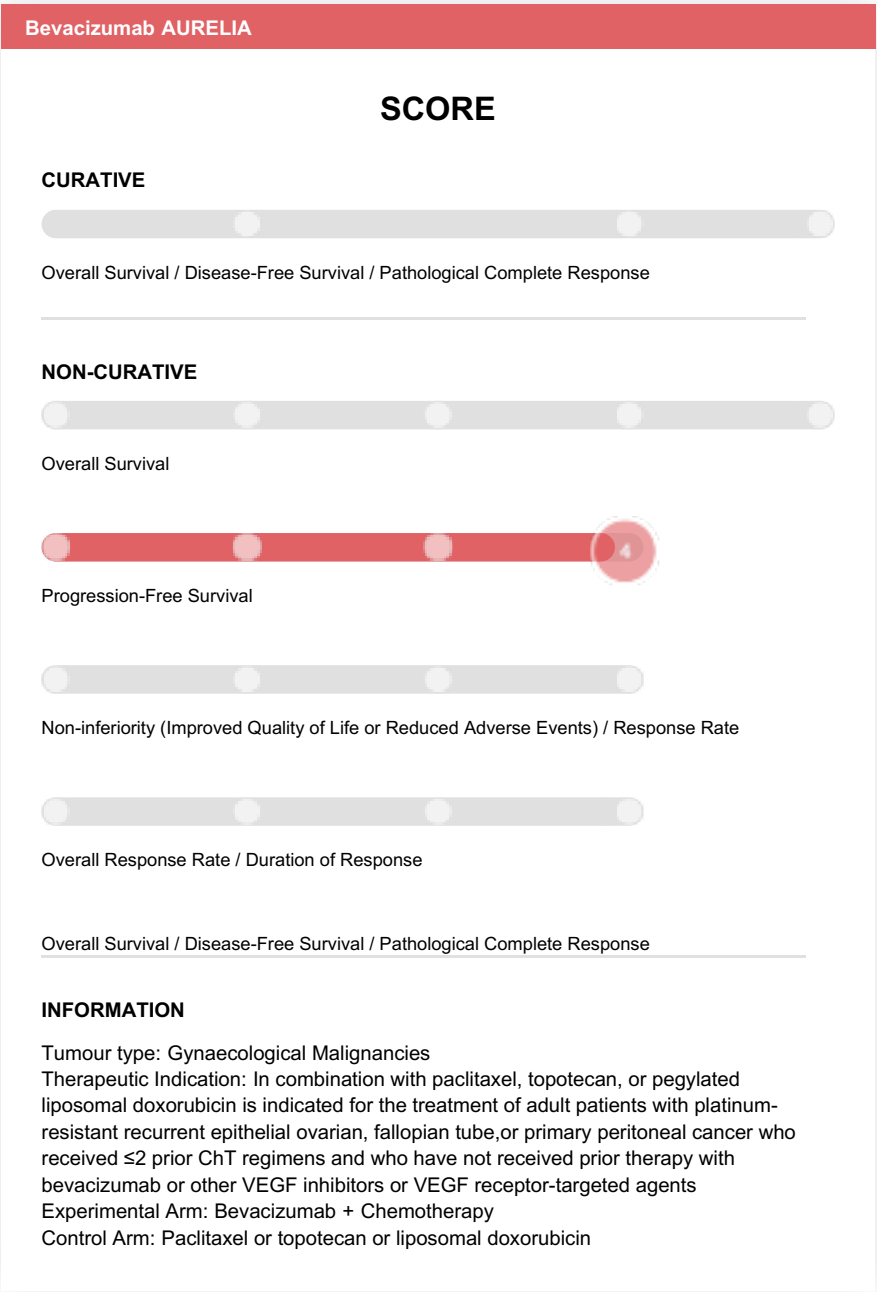 Bevacizumab AURELIA
SCORE
CURATIVE
Overall Survival / Disease-Free Survival / Pathological Complete Response
NON-CURATIVE
Overall Survival
4
Progression-Free Survival
Non-inferiority (Improved Quality of Life or Reduced Adverse Events) / Response Rate
Overall Response Rate / Duration of Response
Overall Survival / Disease-Free Survival / Pathological Complete Response
INFORMATION
Tumour type: Gynaecological Malignancies
Therapeutic Indication: In combination with paclitaxel, topotecan, or pegylated
liposomal doxorubicin is indicated for the treatment of adult patients with platinum-
resistant recurrent epithelial ovarian, fallopian tube,or primary peritoneal cancer who
received ≤2 prior ChT regimens and who have not received prior therapy with
bevacizumab or other VEGF inhibitors or VEGF receptor-targeted agents
Experimental Arm: Bevacizumab + Chemotherapy
Control Arm: Paclitaxel or topotecan or liposomal doxorubicin